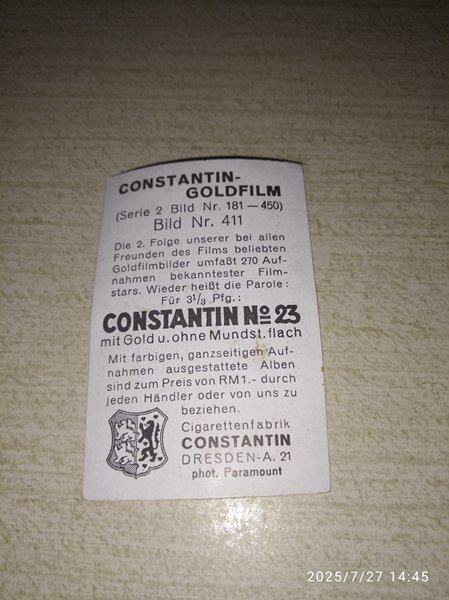 CONSTANTIN-
GOLDFILM
(Serie 2 Bild Nr. 181—450)
Bild Nr. 411
Die 2. Folge unserer bei allen
Freunden des Films beliebten
Goldfilmbilder umfaßt 270 Auf-
nahmen bekanntester Film-
stars. Wieder heißt die Parole:
Für 3 1/3 Pfg.:
CONSTANTIN No 23
mit Gold u. ohne Mundst. flach
Mit farbigen, ganzseitigen Auf-
nahmen ausgestattete Alben
sind zum Preis von RM1.- durch
jeden Händler oder von uns zu
beziehen.
Cigarettenfabrik
CONSTANTIN
DRESDEN-A. 21
phot. Paramount
2025/7/27 14:45